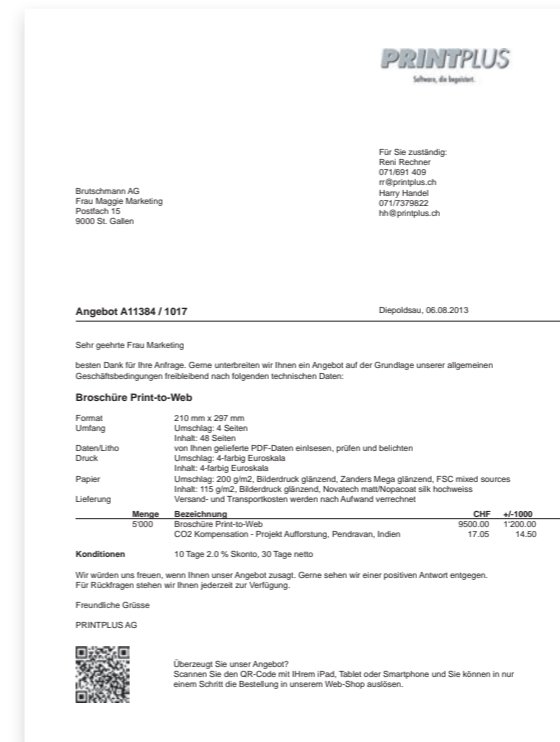 PRINTPLUS
Software, die begeistert.
Für Sie zuständig:
Reni Rechner
071/691 409
rr@printplus.ch
Harry Handel
071/7379822
hh@printplus.ch
Brutschmann AG
Frau Maggie Marketing
Postfach 15
9000 St. Gallen
Angebot A11384 / 1017 Diepoldsau, 06.08.2013
Sehr geehrte Frau Marketing
besten Dank für Ihre Anfrage. Gerne unterbreiten wir Ihnen ein Angebot auf der Grundlage unserer allgemeinen
Geschäftsbedingungen freibleibend nach folgenden technischen Daten:
Broschüre Print-to-Web
Format 210 mm x 297 mm
Umfang Umschlag: 4 Seiten
Inhalt: 48 Seiten
Daten/Litho von Ihnen gelieferte PDF-Daten einlsesen, prüfen und belichten
Druck Umschlag: 4-farbig Euroskala
Inhalt: 4-farbig Euroskala
Papier Umschlag: 200 g/m2, Bilderdruck glänzend, Zanders Mega glänzend, FSC mixed sources
Inhalt: 115 g/m2, Bilderdruck glänzend, Novatech matt/Nopacoat silk hochweiss
Lieferung Versand- und Transportkosten werden nach Aufwand verrechnet
Menge Bezeichnung CHF +/-1000
5'000 Broschüre Print-to-Web 9500.00 1'200.00
CO2 Kompensation - Projekt Aufforstung, Pendravan, Indien 17.05 14.50
Konditionen 10 Tage 2.0 % Skonto, 30 Tage netto
Wir würden uns freuen, wenn Ihnen unser Angebot zusagt. Gerne sehen wir einer positiven Antwort entgegen.
Für Rückfragen stehen wir Ihnen jederzeit zur Verfügung.
Freundliche Grüsse
PRINTPLUS AG
Überzeugt Sie unser Angebot?
Scannen Sie den QR-Code mit IHrem iPad, Tablet oder Smartphone und Sie können in nur
einem Schritt die Bestellung in unserem Web-Shop auslösen.